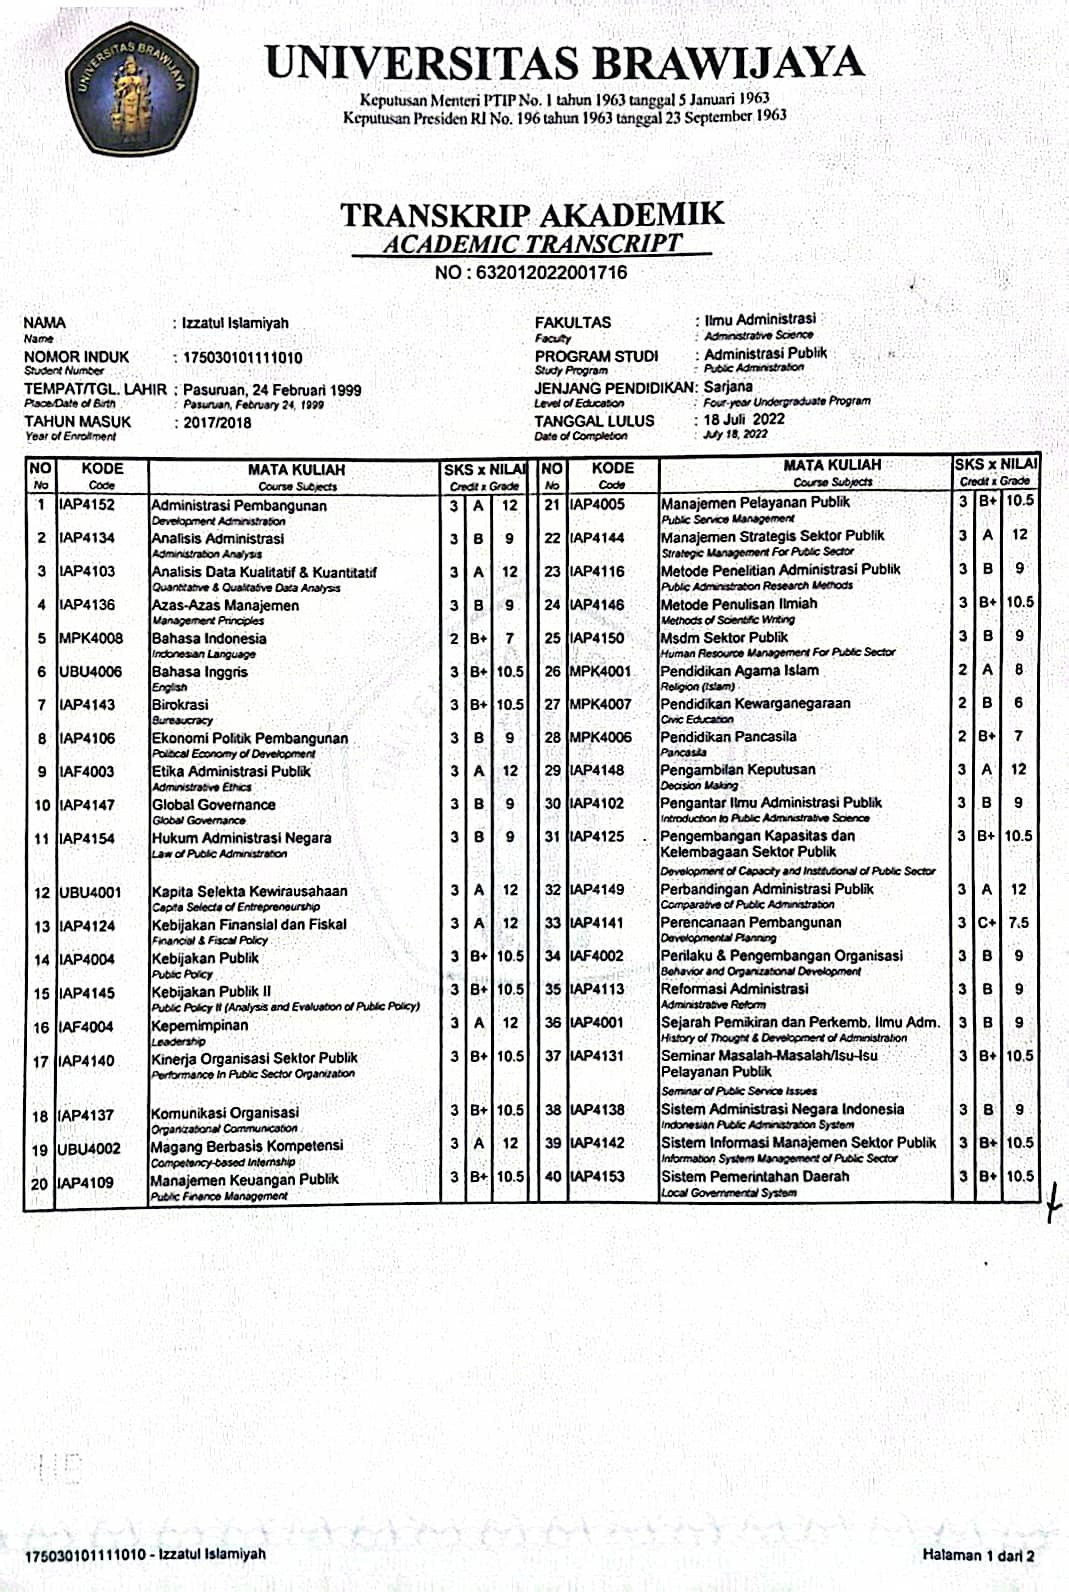 UNIVERSITAS BRAWIJAYA
UNIVERSITAS BRAWIJAYA
Keputusan Menteri PTIP No. 1 tahun 1963 tanggal 5 Januari 1963
Keputusan Presiden RI No. 196 tahun 1963 tanggal 23 September 1963
TRANSKRIP AKADEMIK
ACADEMIC TRANSCRIPT
NO : 632012022001716
NAMA : Izzatul Islamiyah
Name
NOMOR INDUK : 175030101111010
Student Number
TEMPAT/TGL. LAHIR : Pasuruan, 24 Februari 1999
Place/Date of Birth : Pasuruan, February 24, 1999
TAHUN MASUK : 2017/2018
Year of Enrollment
FAKULTAS : Ilmu Administrasi
Faculty : Administrative Science
PROGRAM STUDI : Administrasi Publik
Study Program : Public Administration
JENJANG PENDIDIKAN: Sarjana
Level of Education : Four-year Undergraduate Program
TANGGAL LULUS : 18 Juli 2022
Date of Completion : July 18, 2022
NO KODE MATA KULIAH SKS x NILAI
No Code Course Subjects Credit x Grade
1 IAP4152 Administrasi Pembangunan 3 A 12
Development Administration
2 IAP4134 Analisis Administrasi 3 B 9
Administration Analysis
3 IAP4103 Analisis Data Kualitatif & Kuantitatif 3 A 12
Quantitative & Qualitative Data Analysis
4 IAP4136 Azas-Azas Manajemen 3 B 9
Management Principles
5 MPK4008 Bahasa Indonesia 2 B+ 7
Indonesian Language
6 UBU4006 Bahasa Inggris 3 B+ 10.5
English
7 IAP4143 Birokrasi 3 B+ 10.5
Bureaucracy
8 IAP4106 Ekonomi Politik Pembangunan 3 B 9
Political Economy of Development
9 IAF4003 Etika Administrasi Publik 3 A 12
Administrative Ethics
10 IAP4147 Global Governance 3 B 9
Global Governance
11 IAP4154 Hukum Administrasi Negara 3 B 9
Law of Public Administration
12 UBU4001 Kapita Selekta Kewirausahaan 3 A 12
Capita Selecta of Entrepreneurship
13 IAP4124 Kebijakan Finansial dan Fiskal 3 A 12
Financial & Fiscal Policy
14 IAP4004 Kebijakan Publik 3 B+ 10.5
Public Policy
15 IAP4145 Kebijakan Publik II 3 B+ 10.5
Public Policy II (Analysis and Evaluation of Public Policy)
16 IAF4004 Kepemimpinan 3 A 12
Leadership
17 IAP4140 Kinerja Organisasi Sektor Publik 3 B+ 10.5
Performance In Public Sector Organization
18 IAP4137 Komunikasi Organisasi 3 B+ 10.5
Organizational Communication
19 UBU4002 Magang Berbasis Kompetensi 3 A 12
Competency-based Internship
20 IAP4109 Manajemen Keuangan Publik 3 B+ 10.5
Public Finance Management
NO KODE MATA KULIAH SKS x NILAI
No Code Course Subjects Credit x Grade
21 IAP4005 Manajemen Pelayanan Publik 3 B+ 10.5
Public Service Management
22 IAP4144 Manajemen Strategis Sektor Publik 3 A 12
Strategic Management For Public Sector
23 IAP4116 Metode Penelitian Administrasi Publik 3 B 9
Public Administration Research Methods
24 IAP4146 Metode Penulisan Ilmiah 3 B+ 10.5
Methods of Scientific Writing
25 IAP4150 Msdm Sektor Publik 3 B 9
Human Resource Management For Public Sector
26 MPK4001 Pendidikan Agama Islam 2 A 8
Religion (Islam)
27 MPK4007 Pendidikan Kewarganegaraan 2 B 6
Civic Education
28 MPK4006 Pendidikan Pancasila 2 B+ 7
Pancasila
29 IAP4148 Pengambilan Keputusan 3 A 12
Decision Making
30 IAP4102 Pengantar Ilmu Administrasi Publik 3 B 9
Introduction to Public Administrative Science
31 IAP4125 Pengembangan Kapasitas dan 3 B+ 10.5
Kelembagaan Sektor Publik
Development of Capacity and Institutional of Public Sector
32 IAP4149 Perbandingan Administrasi Publik 3 A 12
Comparative of Public Administration
33 IAP4141 Perencanaan Pembangunan 3 C+ 7.5
Developmental Planning
34 IAF4002 Perilaku & Pengembangan Organisasi 3 B 9
Behavior and Organizational Development
35 IAP4113 Reformasi Administrasi 3 B 9
Administrative Reform
36 IAP4001 Sejarah Pemikiran dan Perkemb. Ilmu Adm. 3 B 9
History of Thought & Development of Administration
37 IAP4131 Seminar Masalah-Masalah/Isu-Isu 3 B+ 10.5
Pelayanan Publik
Seminar of Public Service Issues
38 IAP4138 Sistem Administrasi Negara Indonesia 3 B 9
Indonesian Public Administration System
39 IAP4142 Sistem Informasi Manajemen Sektor Publik 3 B+ 10.5
Information System Management of Public Sector
40 IAP4153 Sistem Pemerintahan Daerah 3 B+ 10.5
Local Governmental System
175030101111010 - Izzatul Islamiyah
Halaman 1 dari 2